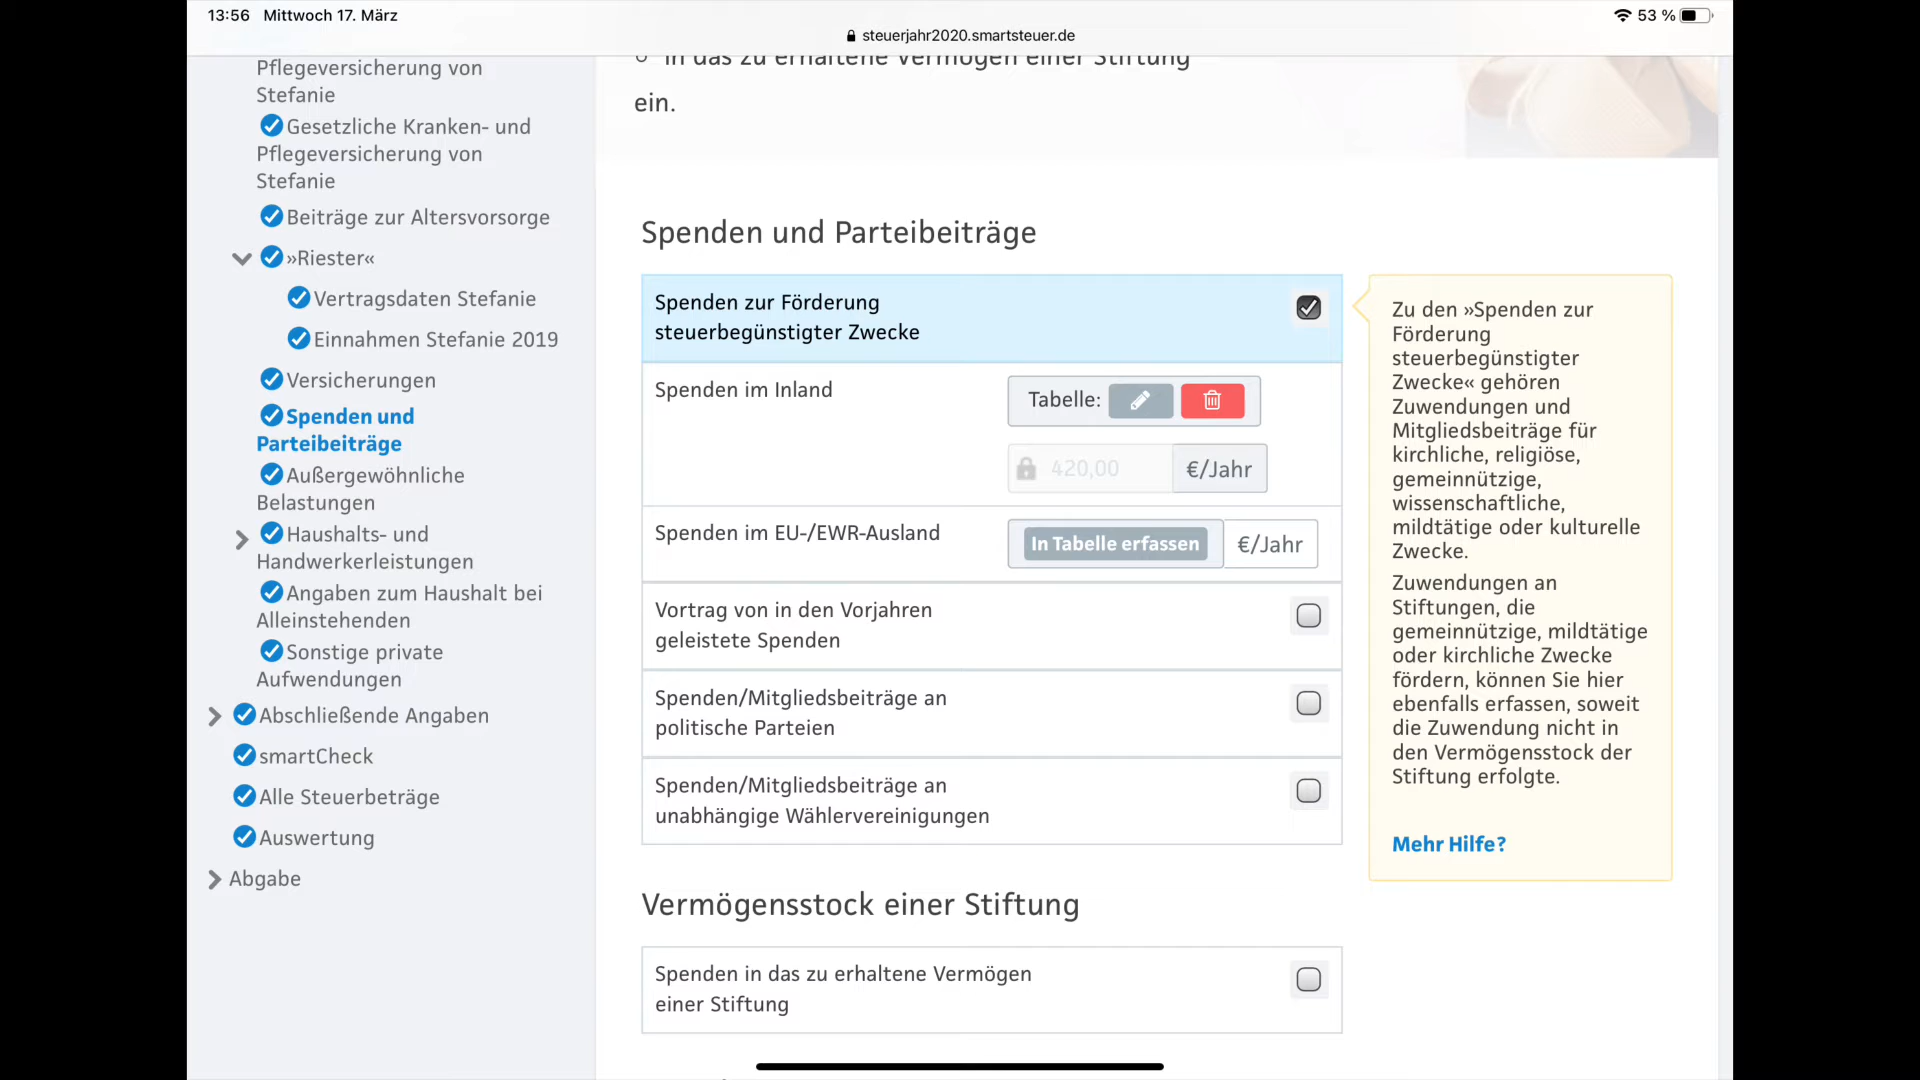 13:56 Mittwoch 17. März
53 %
steuerjahr2020.smartsteuer.de
Pflegeversicherung von
Stefanie
Gesetzliche Kranken- und
Pflegeversicherung von
Stefanie
Beiträge zur Altersvorsorge
»Riester«
Vertragsdaten Stefanie
Einnahmen Stefanie 2019
Versicherungen
Spenden und
Parteibeiträge
Außergewöhnliche
Belastungen
Haushalts- und
Handwerkerleistungen
Angaben zum Haushalt bei
Alleinstehenden
Sonstige private
Aufwendungen
Abschließende Angaben
smartCheck
Alle Steuerbeträge
Auswertung
Abgabe
in das zu erhaltene Vermögen einer Stiftung
ein.
Spenden und Parteibeiträge
Spenden zur Förderung
steuerbegünstigter Zwecke
Spenden im Inland
Tabelle:
420,00 €/Jahr
Spenden im EU-/EWR-Ausland
In Tabelle erfassen €/Jahr
Vortrag von in den Vorjahren
geleistete Spenden
Spenden/Mitgliedsbeiträge an
politische Parteien
Spenden/Mitgliedsbeiträge an
unabhängige Wählervereinigungen
Vermögensstock einer Stiftung
Spenden in das zu erhaltene Vermögen
einer Stiftung
Zu den »Spenden zur
Förderung
steuerbegünstigter
Zwecke« gehören
Zuwendungen und
Mitgliedsbeiträge für
kirchliche, religiöse,
gemeinnützige,
wissenschaftliche,
mildtätige oder kulturelle
Zwecke.
Zuwendungen an
Stiftungen, die
gemeinnützige, mildtätige
oder kirchliche Zwecke
fördern, können Sie hier
ebenfalls erfassen, soweit
die Zuwendung nicht in
den Vermögensstock der
Stiftung erfolgte.
Mehr Hilfe?